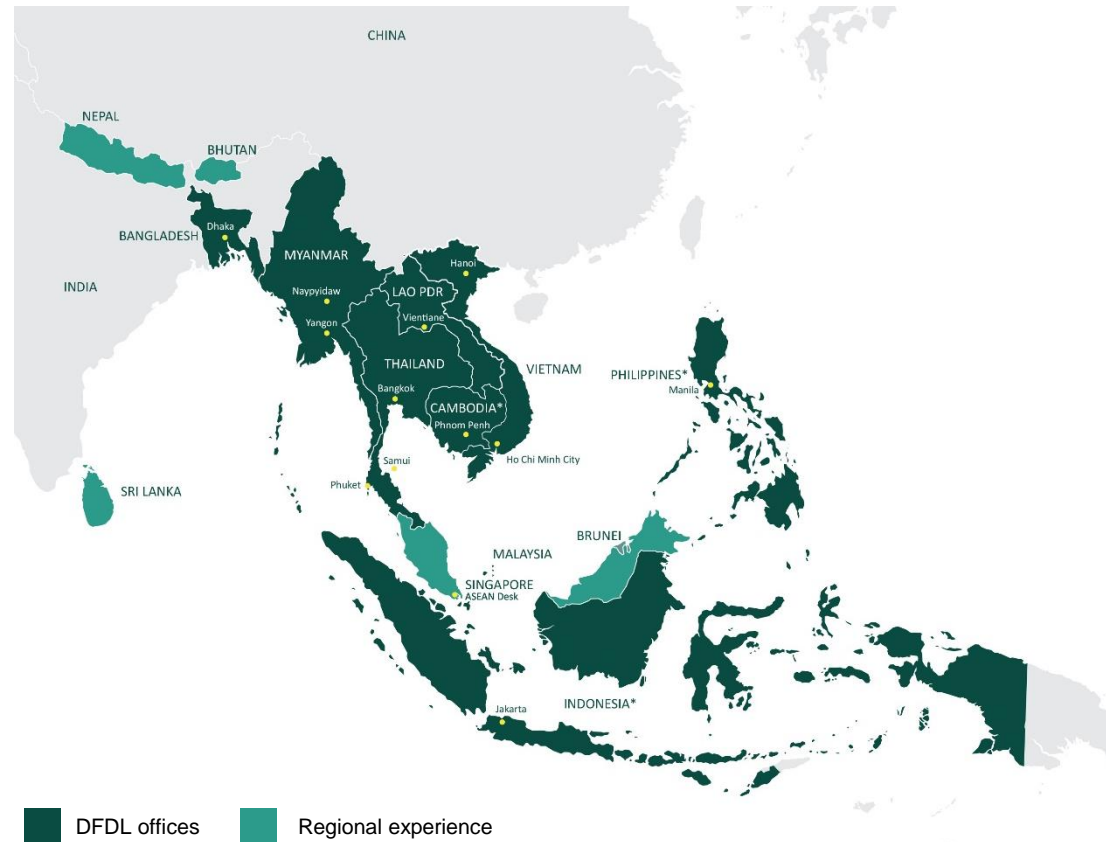 CHINA
NEPAL
BHUTAN
Dhaka
BANGLADESH
MYANMAR
Hanoi
INDIA
LAO PDR
Naypyidaw
Vientiane
Yangon
THAILAND
VIETNAM
PHILIPPINES*
Manila
Bangkok
CAMBODIA*
Phnom Penh
Ho Chi Minh City
Samui
Phuket
SRI LANKA
BRUNEI
MALAYSIA
SINGAPORE
ASEAN Desk
INDONESIA*
Jakarta
DFDL offices
Regional experience